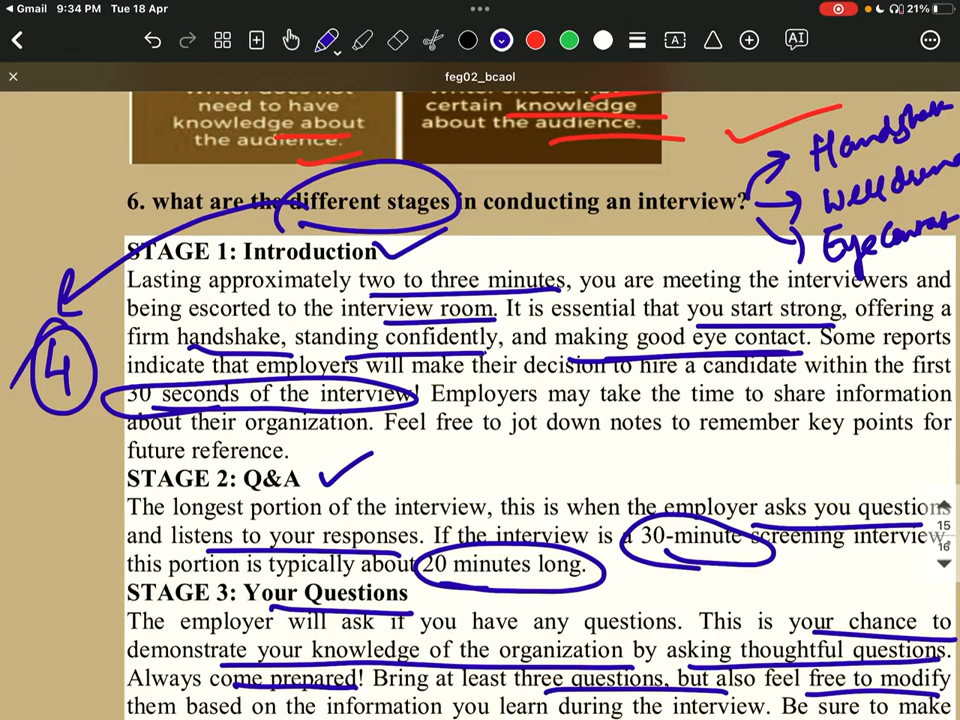 Gmail 9:34 PM Tue 18 Apr 21%
AI
feg02_bcaol
need to have
knowledge about
the audience.
certain knowledge
about the audience.
Handshake
6. what are the different stages in conducting an interview?
Eye Contact
STAGE 1: Introduction
Lasting approximately two to three minutes, you are meeting the interviewers and
being escorted to the interview room. It is essential that you start strong, offering a
firm handshake, standing confidently, and making good eye contact. Some reports
indicate that employers will make their decision to hire a candidate within the first
4
30 seconds of the interview! Employers may take the time to share information
about their organization. Feel free to jot down notes to remember key points for
future reference.
STAGE 2: Q&A
The longest portion of the interview, this is when the employer asks you questions
and listens to your responses. If the interview is a 30-minute screening interview,
this portion is typically about 20 minutes long.
15
16
STAGE 3: Your Questions
The employer will ask if you have any questions. This is your chance to
demonstrate your knowledge of the organization by asking thoughtful questions.
Always come prepared! Bring at least three questions, but also feel free to modify
them based on the information you learn during the interview. Be sure to make